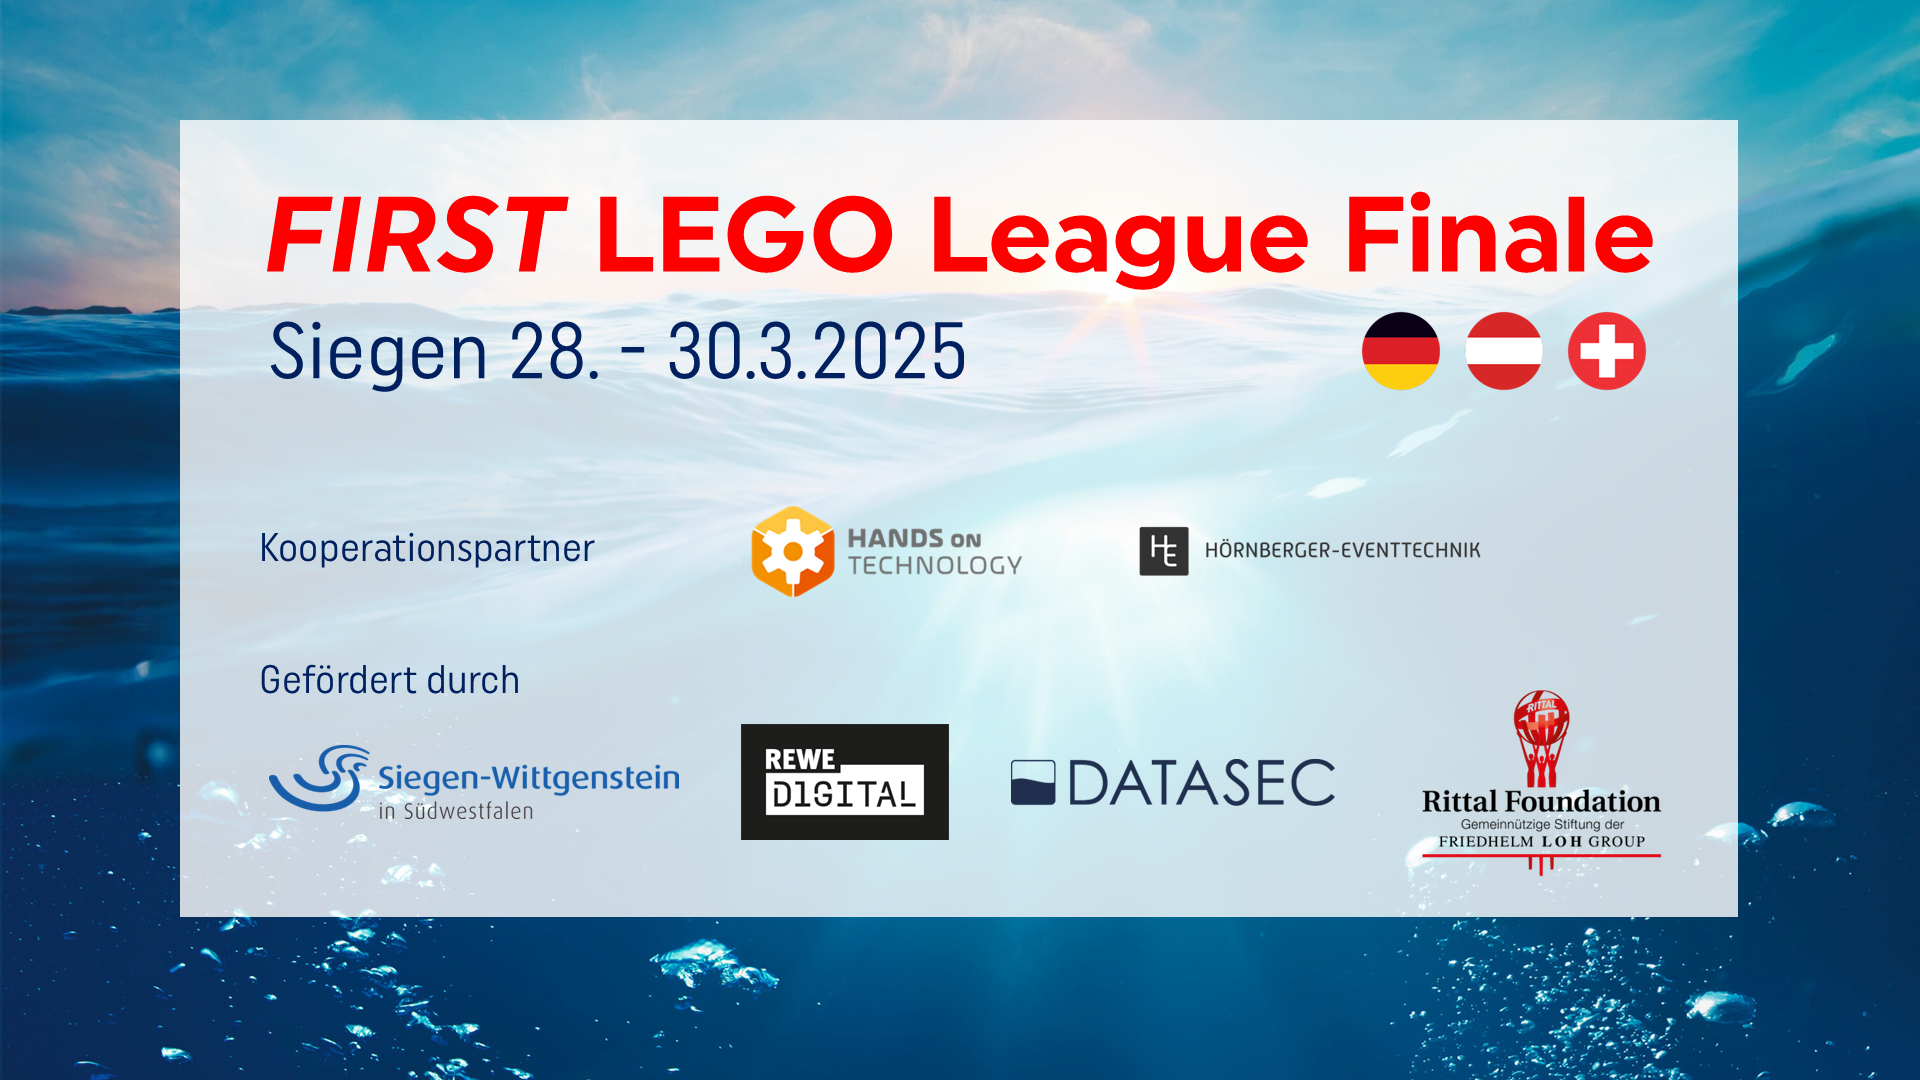 FIRST LEGO League Finale
Siegen 28. - 30.3.2025
Kooperationspartner
HANDS ON
TECHNOLOGY
HE
HÖRNBERGER-EVENTTECHNIK
Gefördert durch
Siegen-Wittgenstein
in Südwestfalen
REWE
DIGITAL
DATASEC
RITTAL
Rittal Foundation
Gemeinnützige Stiftung der
FRIEDHELM LOH GROUP